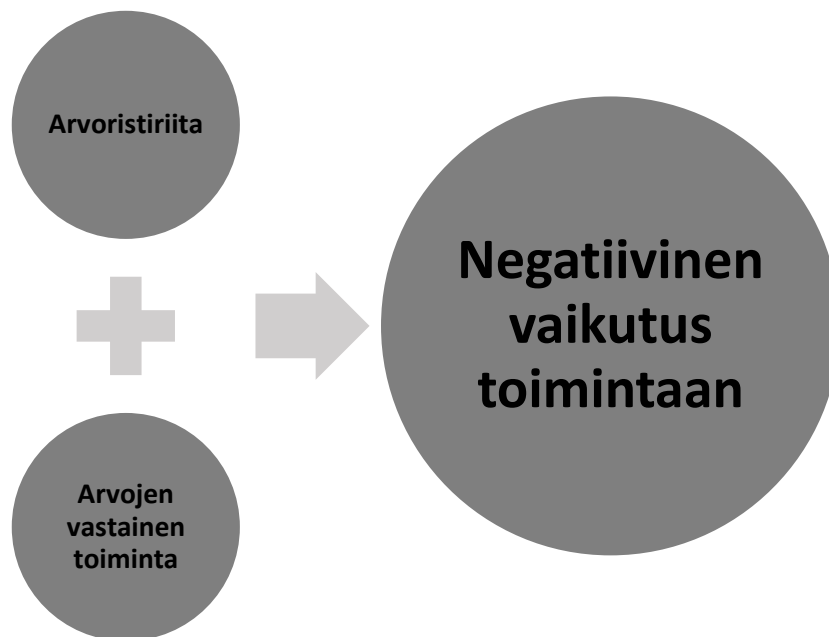 Arvoristiriita
Arvojen
vastainen
toiminta
Negatiivinen
vaikutus
toimintaan